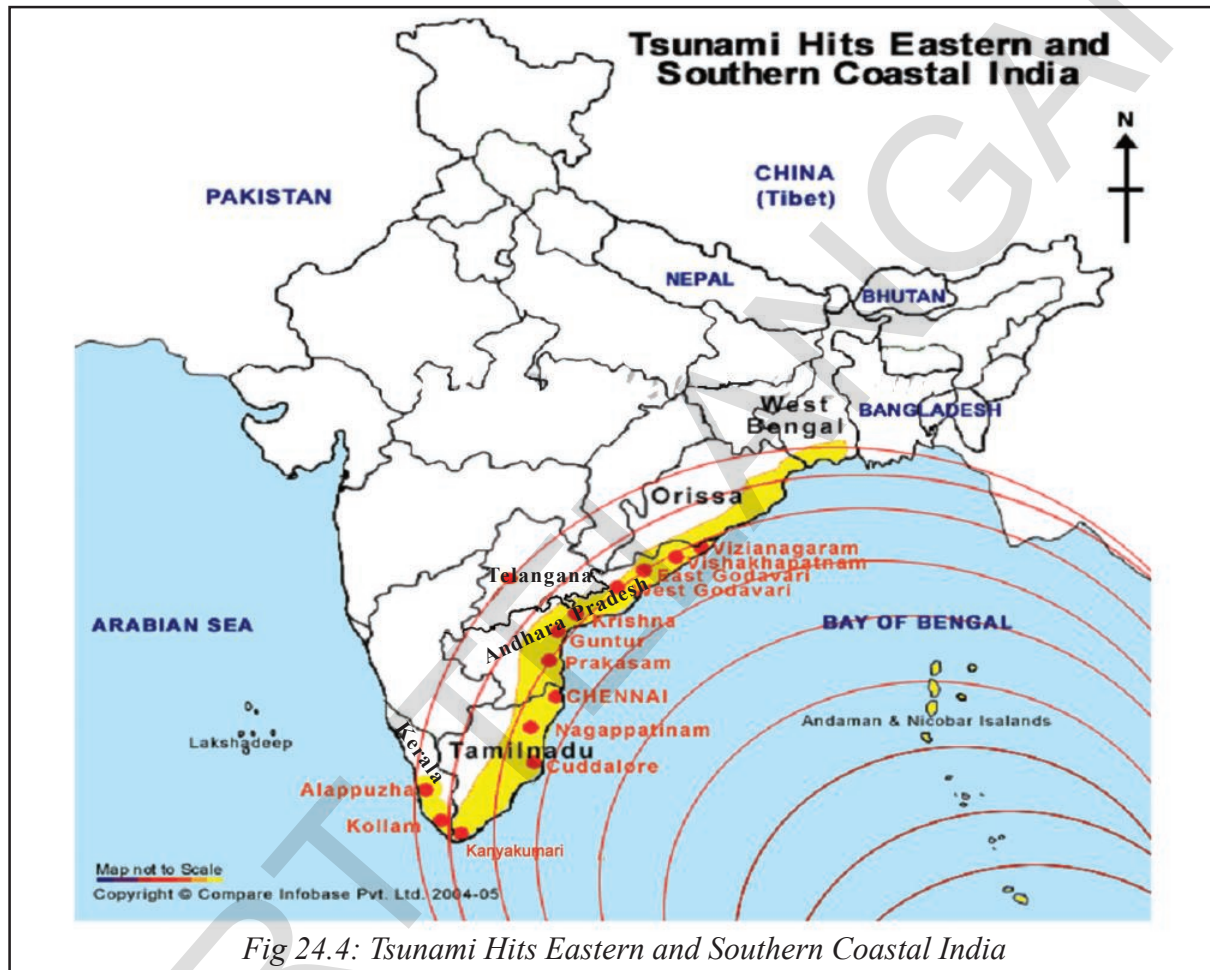 Tsunami Hits Eastern and
Southern Coastal India
N
CHINA
(Tibet)
PAKISTAN
NEPAL
BHUTAN
West
Bengal
BANGLADESH
Orissa
Vizianagaram
Vishakhapatnam
Telangana
East Godavari
West Godavari
Andhara Pradesh
Krishna
ARABIAN SEA
BAY OF BENGAL
Guntur
Prakasam
CHENNAI
Andaman & Nicobar Isalands
Nagappatinam
Lakshadeep
Kerala
Tamilnadu
Cuddalore
Alappuzha
Kollam
Kanyakumari
Map not to Scale
Copyright © Compare Infobase Pvt. Ltd. 2004-05
Fig 24.4: Tsunami Hits Eastern and Southern Coastal India